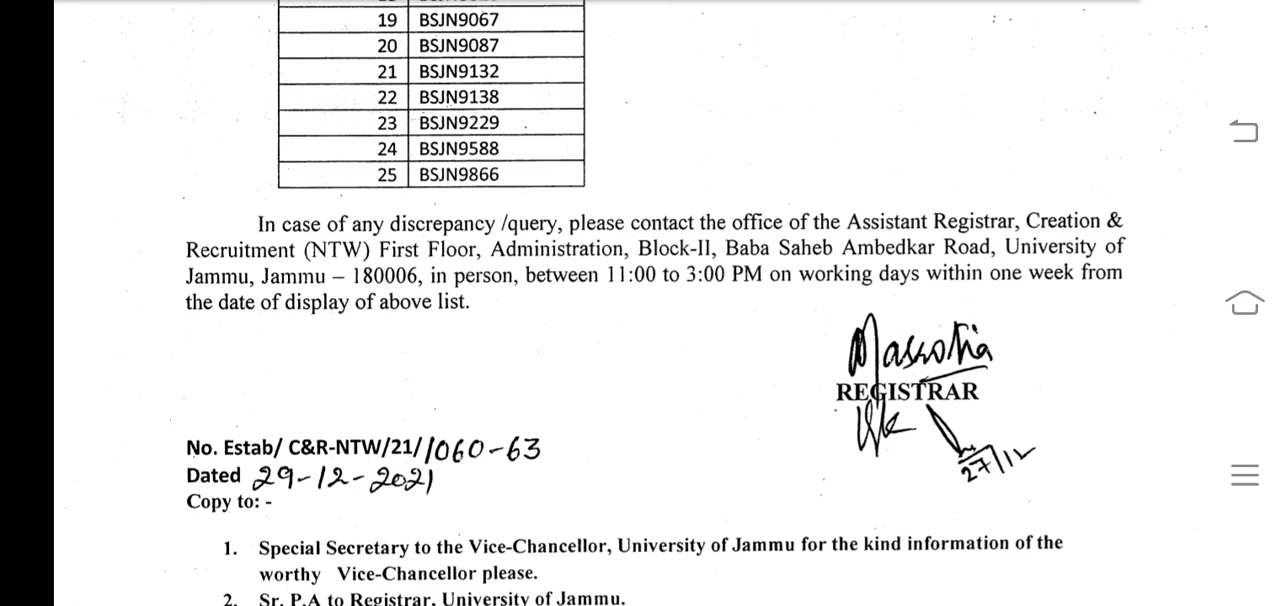 19 BSJN9067
20 BSJN9087
21 BSJN9132
22 BSJN9138
23 BSJN9229
24 BSJN9588
25 BSJN9866
In case of any discrepancy /query, please contact the office of the Assistant Registrar, Creation &
Recruitment (NTW) First Floor, Administration, Block-II, Baba Saheb Ambedkar Road, University of
Jammu, Jammu – 180006, in person, between 11:00 to 3:00 PM on working days within one week from
the date of display of above list.
REGISTRAR
27/12
No. Estab/ C&R-NTW/21/1060-63
Dated 29-12-2021
Copy to: -
1. Special Secretary to the Vice-Chancellor, University of Jammu for the kind information of the
worthy Vice-Chancellor please.
2. Sr. P.A to Registrar, University of Jammu.